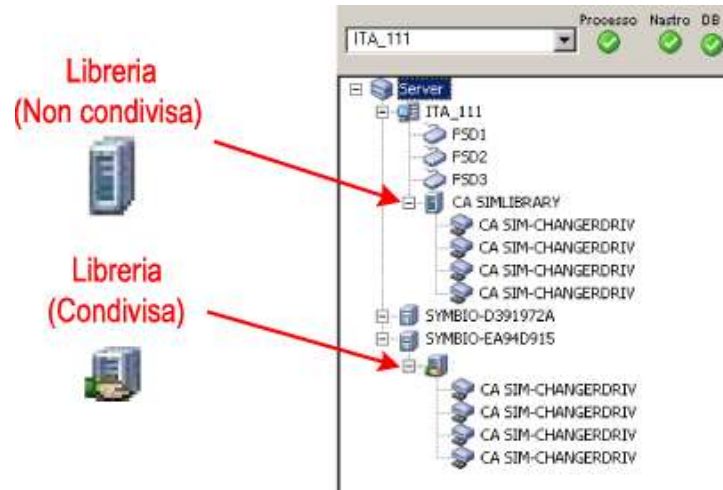 Libreria
(Non condivisa)
Libreria
(Condivisa)
ITA_111
Processo Nastro DB
Server
ITA_111
FSD1
FSD2
FSD3
CA SIMLIBRARY
CA SIM-CHANGERDRIV
CA SIM-CHANGERDRIV
CA SIM-CHANGERDRIV
CA SIM-CHANGERDRIV
SYMBIO-D391972A
SYMBIO-EA94D915
CA SIM-CHANGERDRIV
CA SIM-CHANGERDRIV
CA SIM-CHANGERDRIV
CA SIM-CHANGERDRIV